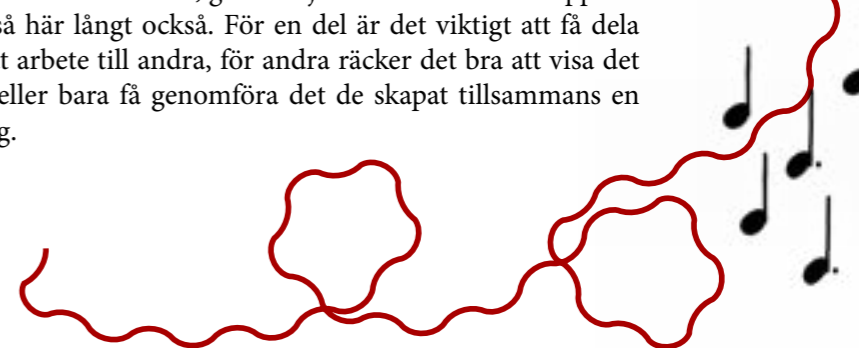 så här långt också. För en del är det viktigt att få dela
t arbete till andra, för andra räcker det bra att visa det
eller bara få genomföra det de skapat tillsammans en
g.